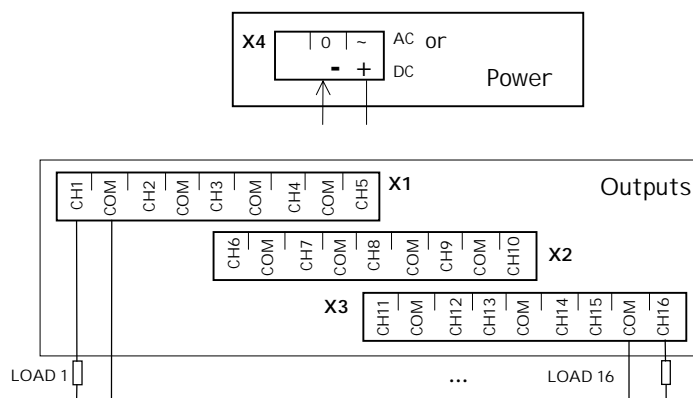 X4 0 ~ AC or
- + DC
Power
Outputs
CH1 COM CH2 COM CH3 COM CH4 COM CH5 X1
CH6 COM CH7 COM CH8 COM CH9 COM CH10 X2
X3 CH11 COM CH12 CH13 COM CH14 CH15 COM CH16
LOAD 1 ... LOAD 16